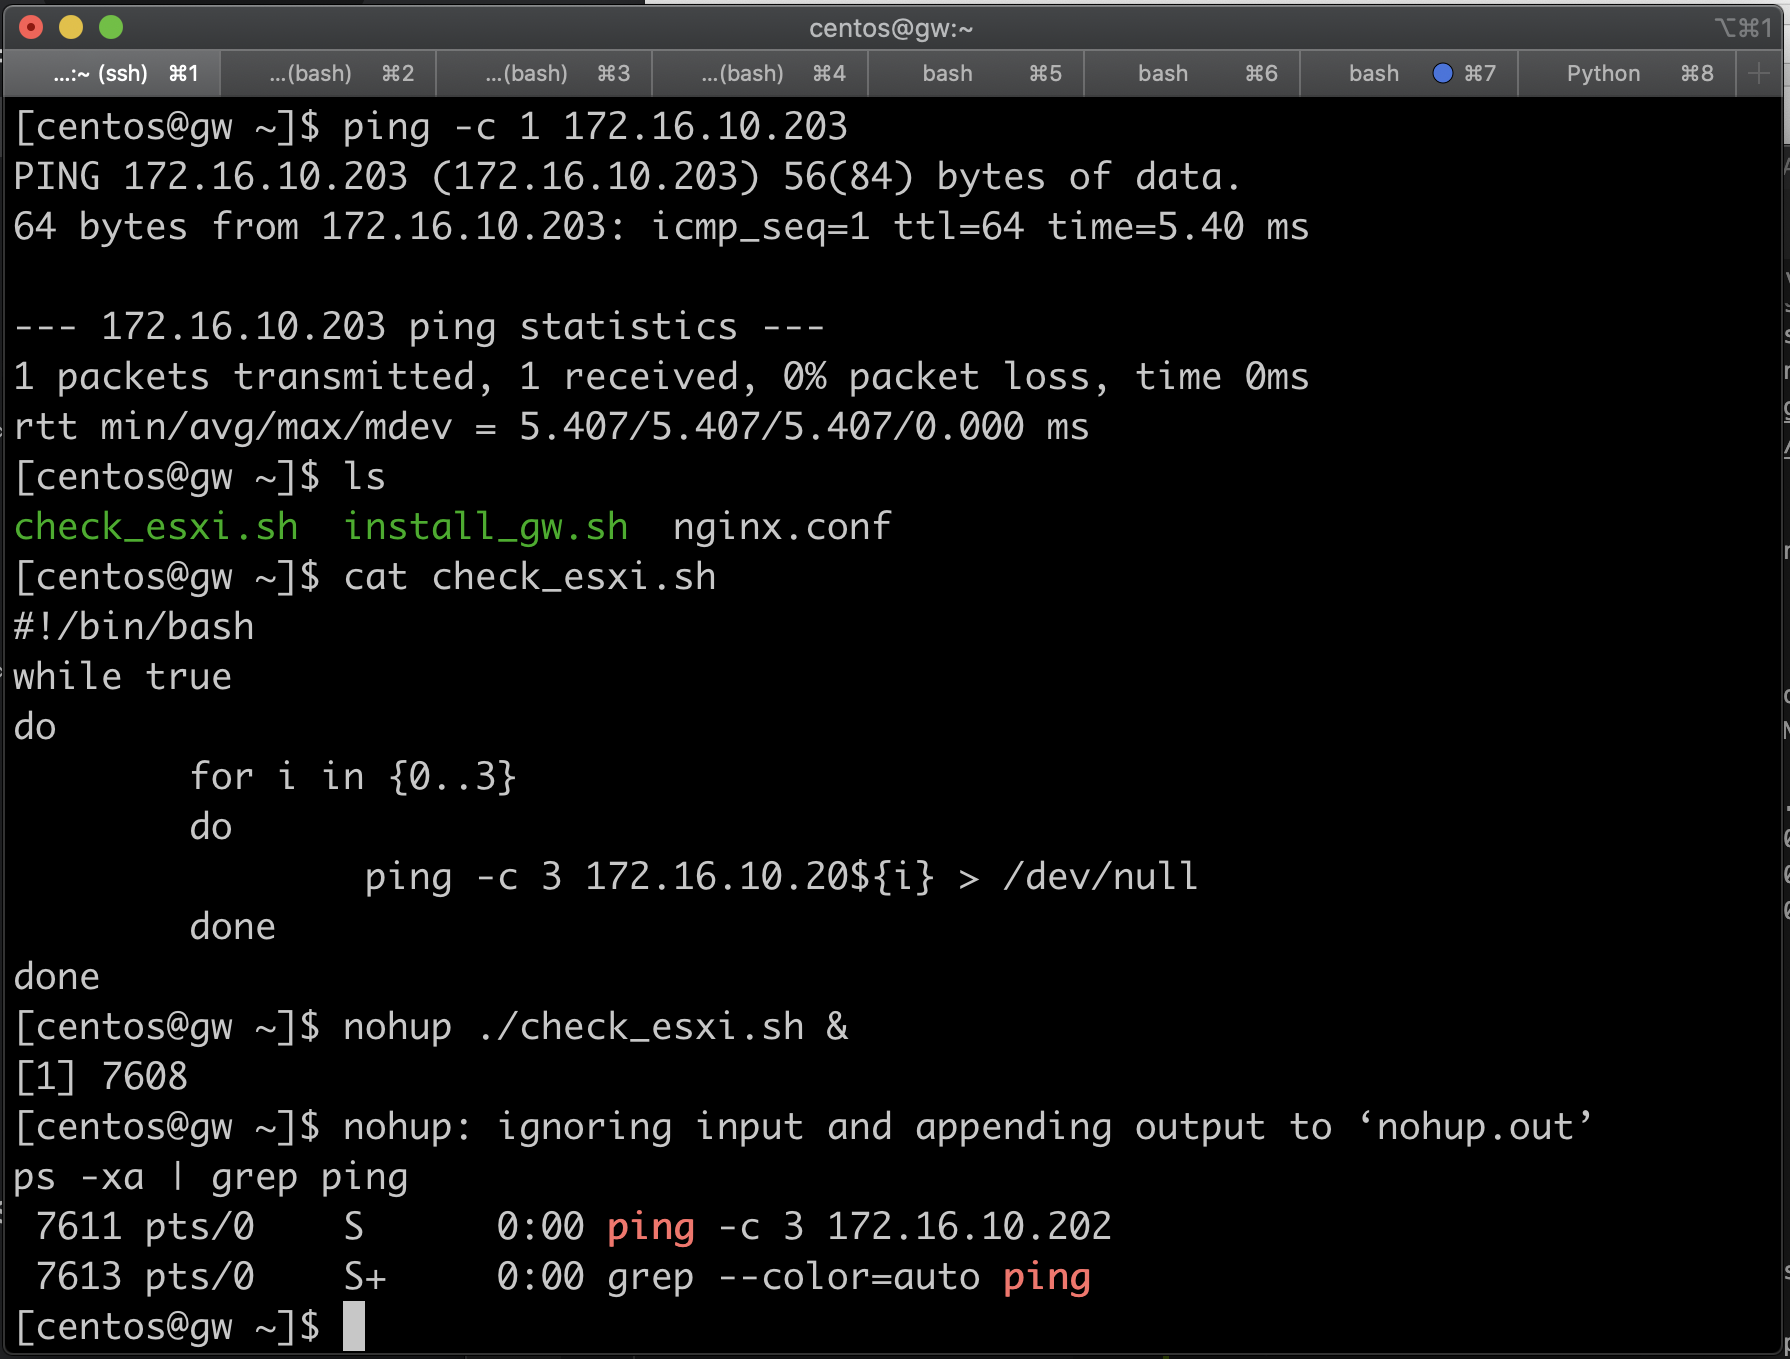 centos@gw:~
⌥⌘1
...:~ (ssh) ⌘1 ...(bash) ⌘2 ...(bash) ⌘3 ...(bash) ⌘4 bash ⌘5 bash ⌘6 bash ⌘7 Python ⌘8
[centos@gw ~]$ ping -c 1 172.16.10.203
PING 172.16.10.203 (172.16.10.203) 56(84) bytes of data.
64 bytes from 172.16.10.203: icmp_seq=1 ttl=64 time=5.40 ms

--- 172.16.10.203 ping statistics ---
1 packets transmitted, 1 received, 0% packet loss, time 0ms
rtt min/avg/max/mdev = 5.407/5.407/5.407/0.000 ms
[centos@gw ~]$ ls
check_esxi.sh  install_gw.sh  nginx.conf
[centos@gw ~]$ cat check_esxi.sh
#!/bin/bash
while true
do
        for i in {0..3}
        do
                ping -c 3 172.16.10.20${i} > /dev/null
        done
done
[centos@gw ~]$ nohup ./check_esxi.sh &
[1] 7608
[centos@gw ~]$ nohup: ignoring input and appending output to ‘nohup.out’
ps -xa | grep ping
 7611 pts/0    S      0:00 ping -c 3 172.16.10.202
 7613 pts/0    S+     0:00 grep --color=auto ping
[centos@gw ~]$